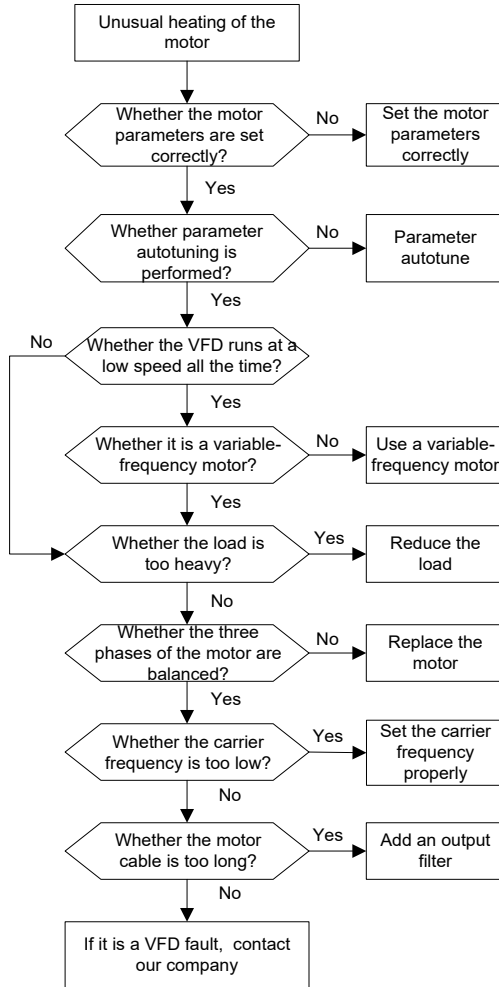 Unusual heating of the
motor
Whether the motor
parameters are set
correctly?
No
Set the motor
parameters
correctly
Yes
Whether parameter
autotuning is
performed?
No
Parameter
autotune
Yes
No
Whether the VFD runs at a
low speed all the time?
Yes
Whether it is a variable-
frequency motor?
No
Use a variable-
frequency motor
Yes
Whether the load is
too heavy?
Yes
Reduce the
load
No
Whether the three
phases of the motor are
balanced?
No
Replace the
motor
Yes
Whether the carrier
frequency is too low?
Yes
Set the carrier
frequency
properly
No
Whether the motor
cable is too long?
Yes
Add an output
filter
No
If it is a VFD fault,  contact
our company